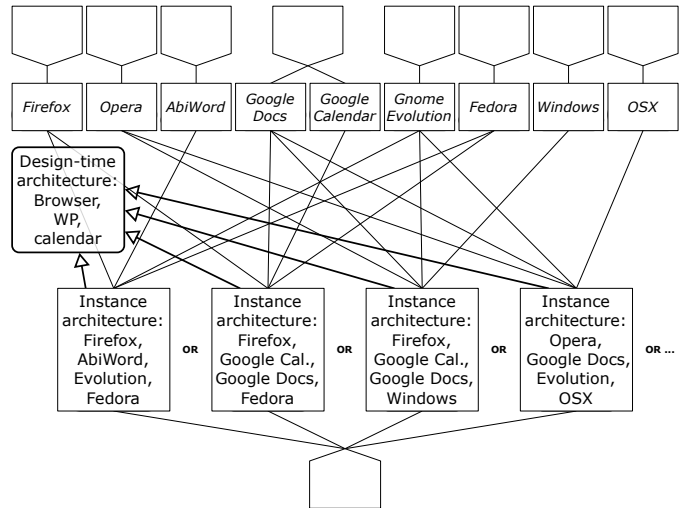 Firefox
Opera
AbiWord
Google
Docs
Google
Calendar
Gnome
Evolution
Fedora
Windows
OSX
Design-time
architecture:
Browser,
WP,
calendar
Instance
architecture:
Firefox,
AbiWord,
Evolution,
Fedora
OR
Instance
architecture:
Firefox,
Google Cal.,
Google Docs,
Fedora
OR
Instance
architecture:
Firefox,
Google Cal.,
Google Docs,
Windows
OR
Instance
architecture:
Opera,
Google Docs,
Evolution,
OSX
OR ...